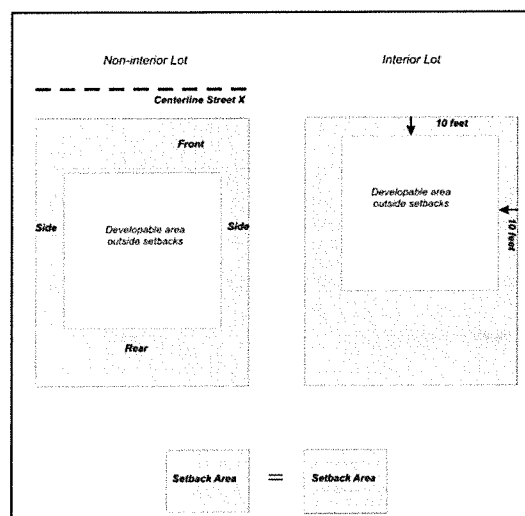 Non-interior Lot
Interior Lot
Centerline Street X
10 feet
Front
Developable area
outside setbacks
Side
Developable area
outside setbacks
Side
10 feet
Rear
Setback Area
=
Setback Area